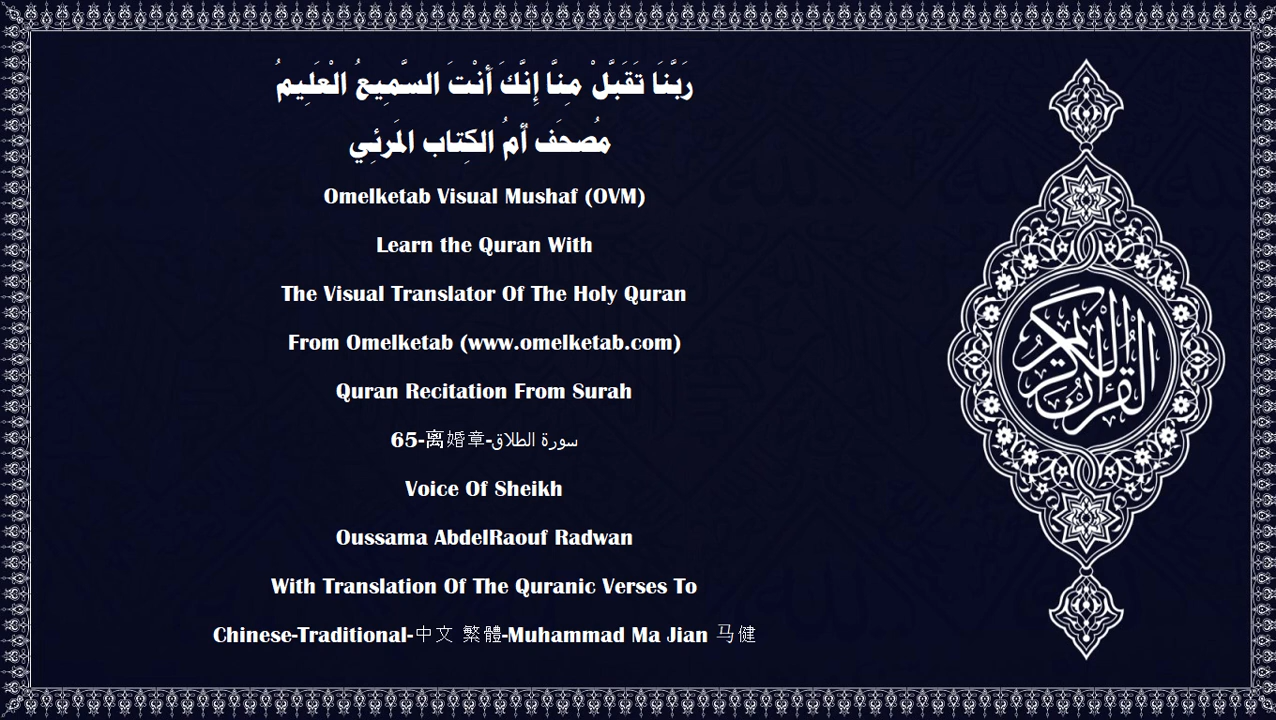 رَبَّنَا تَقَبَّلْ مِنَّا إِنَّكَ أَنْتَ السَّمِيعُ الْعَلِيمُ
مُصحَف أمُ الكِتاب المَرئِي
Omelketab Visual Mushaf (OVM)
Learn the Quran With
The Visual Translator Of The Holy Quran
From Omelketab (www.omelketab.com)
Quran Recitation From Surah
65-离婚章-سورة الطلاق
Voice Of Sheikh
Oussama AbdelRaouf Radwan
With Translation Of The Quranic Verses To
Chinese-Traditional-中文 繁體-Muhammad Ma Jian 马健
القرآن الكريم